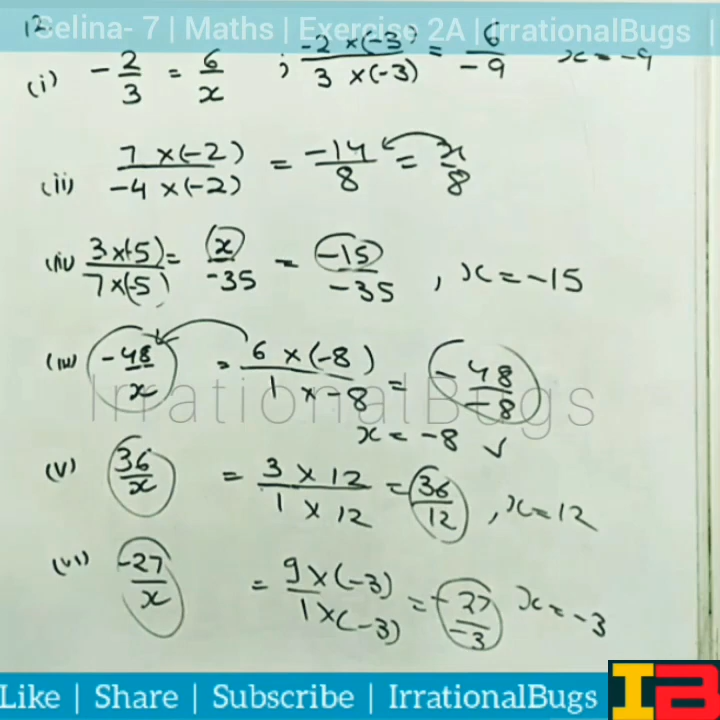 Selina- 7 | Maths | Exercise 2A | IrrationalBugs |
12.
(i) -2/3 = 6/x ; -2 ×(-3)/3 ×(-3) = 6/-9 x = -9
(ii) 7 ×(-2)/-4 ×(-2) = -14/8 = x/8
3×(-5)/7×(-5) = x/-35 = -15/-35 , x = -15
(iv) -48/x = 6 × (-8)/1 × -8 = -48/-8
x = -8 ✓
IrrationalBugs
(v) 36/x = 3 × 12/1 × 12 = 36/12 , x = 12
(vi) -27/x = 9×(-3)/1×(-3) = -27/-3 x = -3
Like | Share | Subscribe | IrrationalBugs
IB